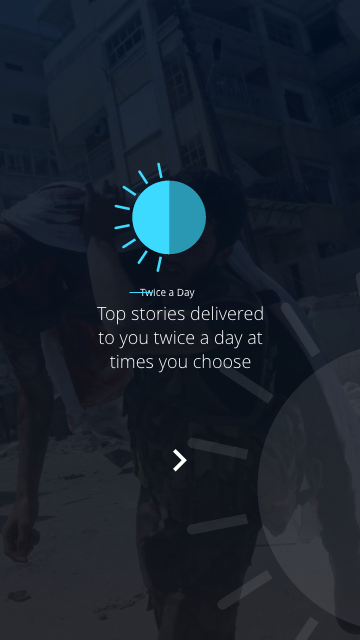 Twice a Day
Top stories delivered
to you twice a day at
times you choose